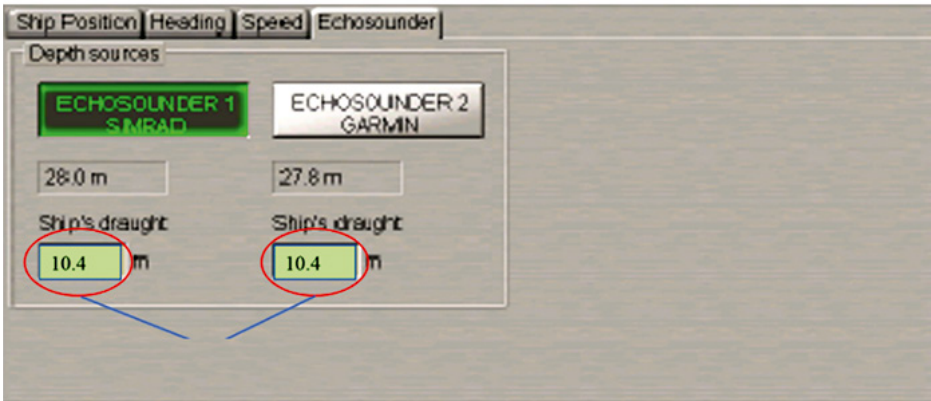 Ship Position Heading Speed Echosounder
Depth sources
ECHOSOUNDER 1 ECHOSOUNDER 2
SIMRAD GARMIN
28.0 m 27.8 m
Ship's draught Ship's draught
10.4 m 10.4 m